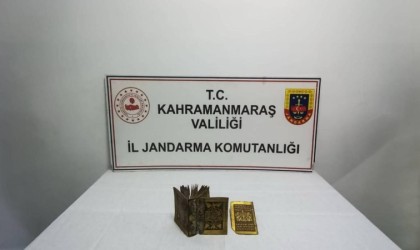 T.C.
KAHRAMANMARAŞ
VALİLİĞİ
İL JANDARMA KOMUTANLIĞI